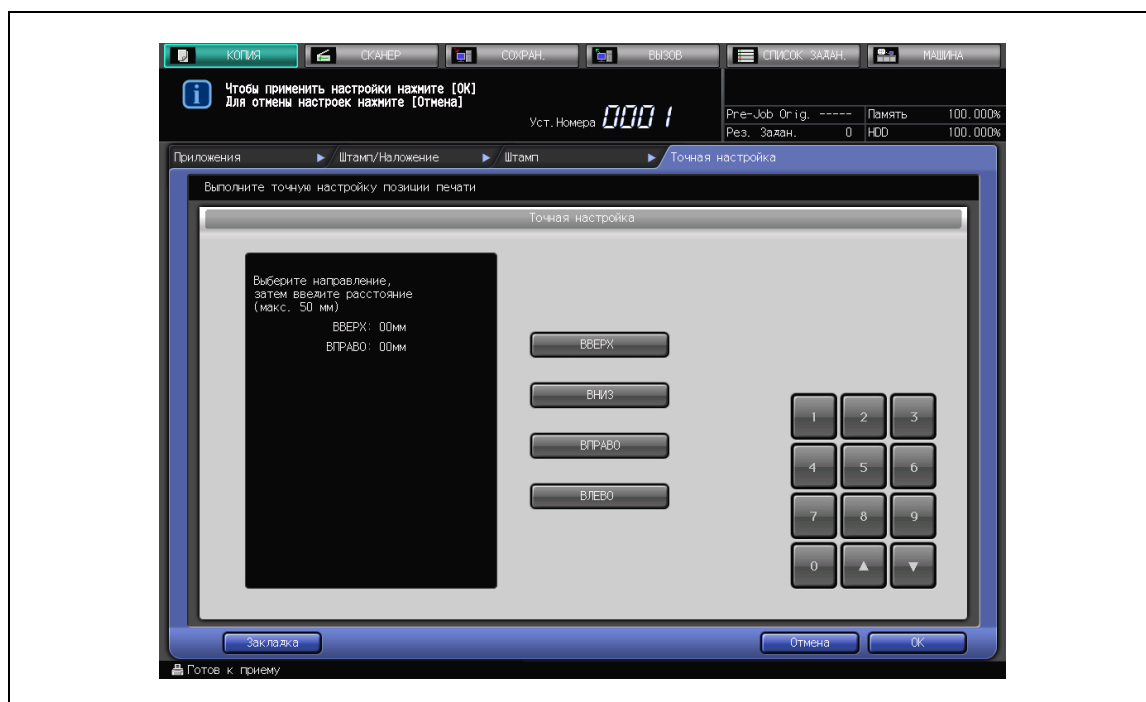 КОПИЯ СКАНЕР СОХРАН. ВЫЗОВ СПИСОК ЗАДАН. МАШИНА
Чтобы применить настройки нажмите [OK]
Для отмены настроек нажмите [Отмена]
Уст.Номера 0001
Pre-Job Orig. ----- Память 100.000%
Рез. Задан. 0 HDD 100.000%
Приложения Штамп/Наложение Штамп Точная настройка
Выполните точную настройку позиции печати
Точная настройка
Выберите направление,
затем введите расстояние
(макс. 50 мм)
ВВЕРХ: 00мм
ВПРАВО: 00мм
ВВЕРХ
ВНИЗ
ВПРАВО
ВЛЕВО
1 2 3
4 5 6
7 8 9
0 ▲ ▼
Закладка Отмена OK
Готов к приему